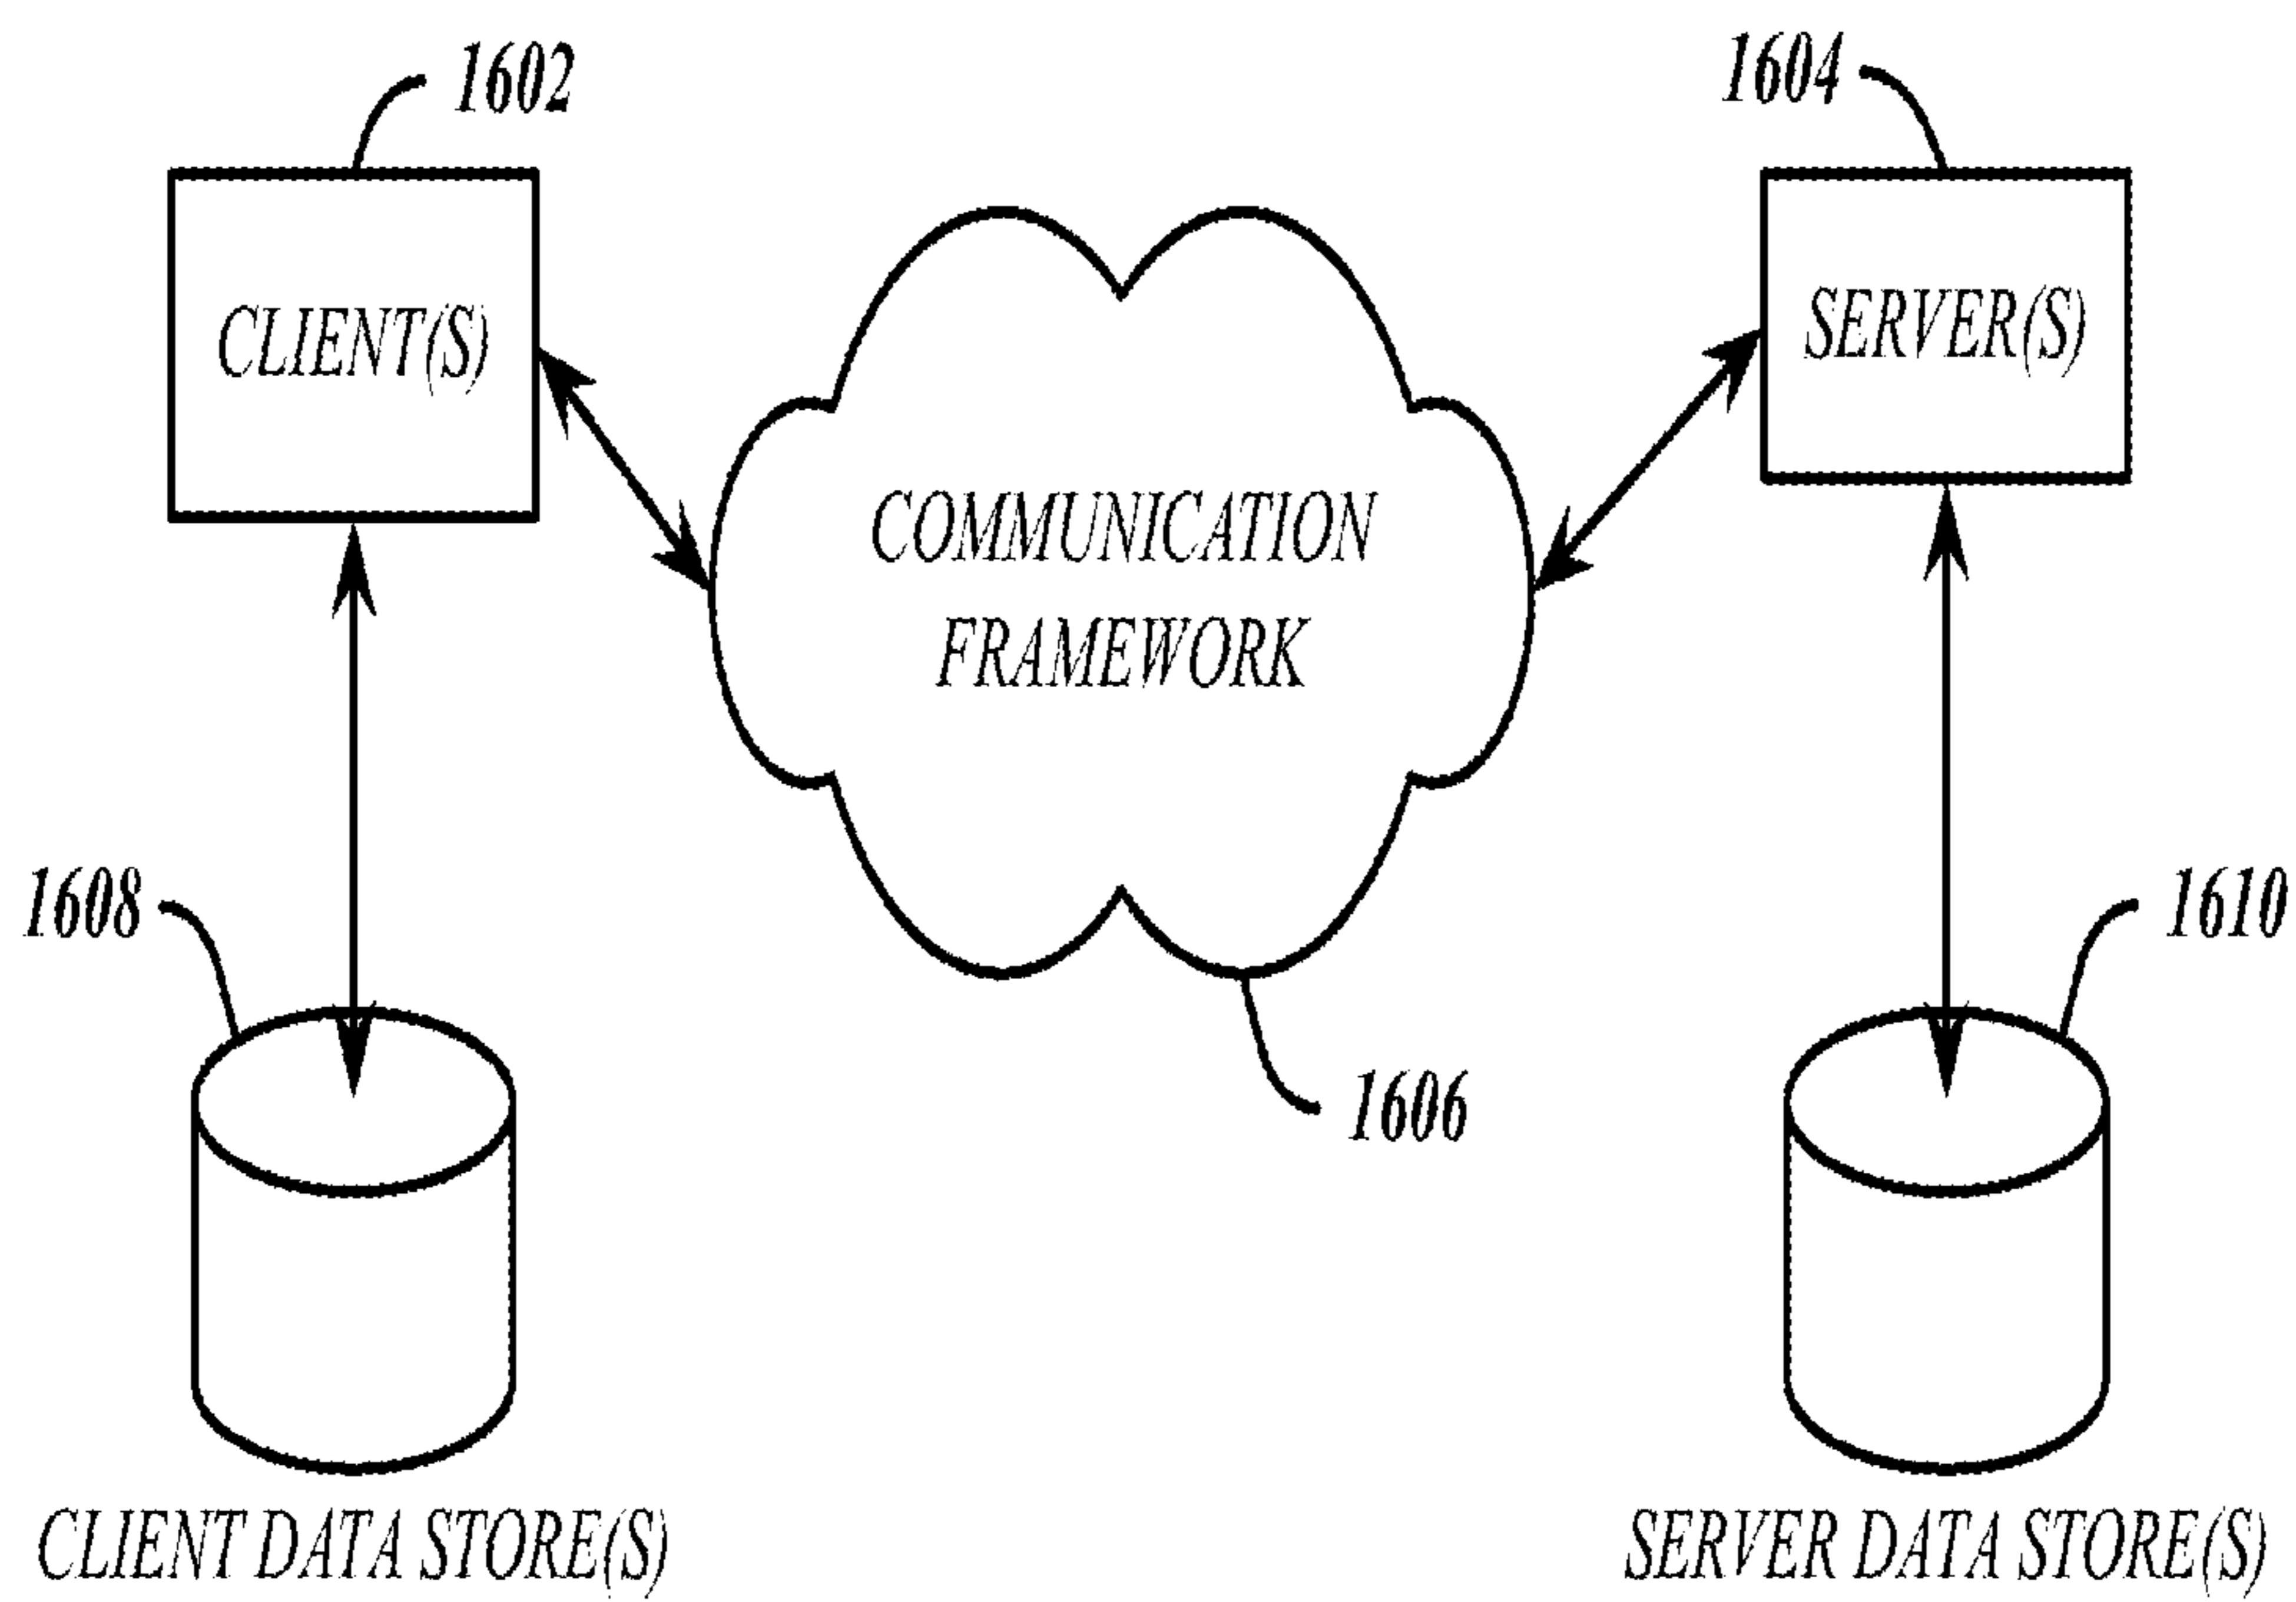 1602
1604
CLIENT(S)
SERVER(S)
COMMUNICATION
FRAMEWORK
1608
1610
1606
CLIENT DATA STORE(S)
SERVER DATA STORE(S)